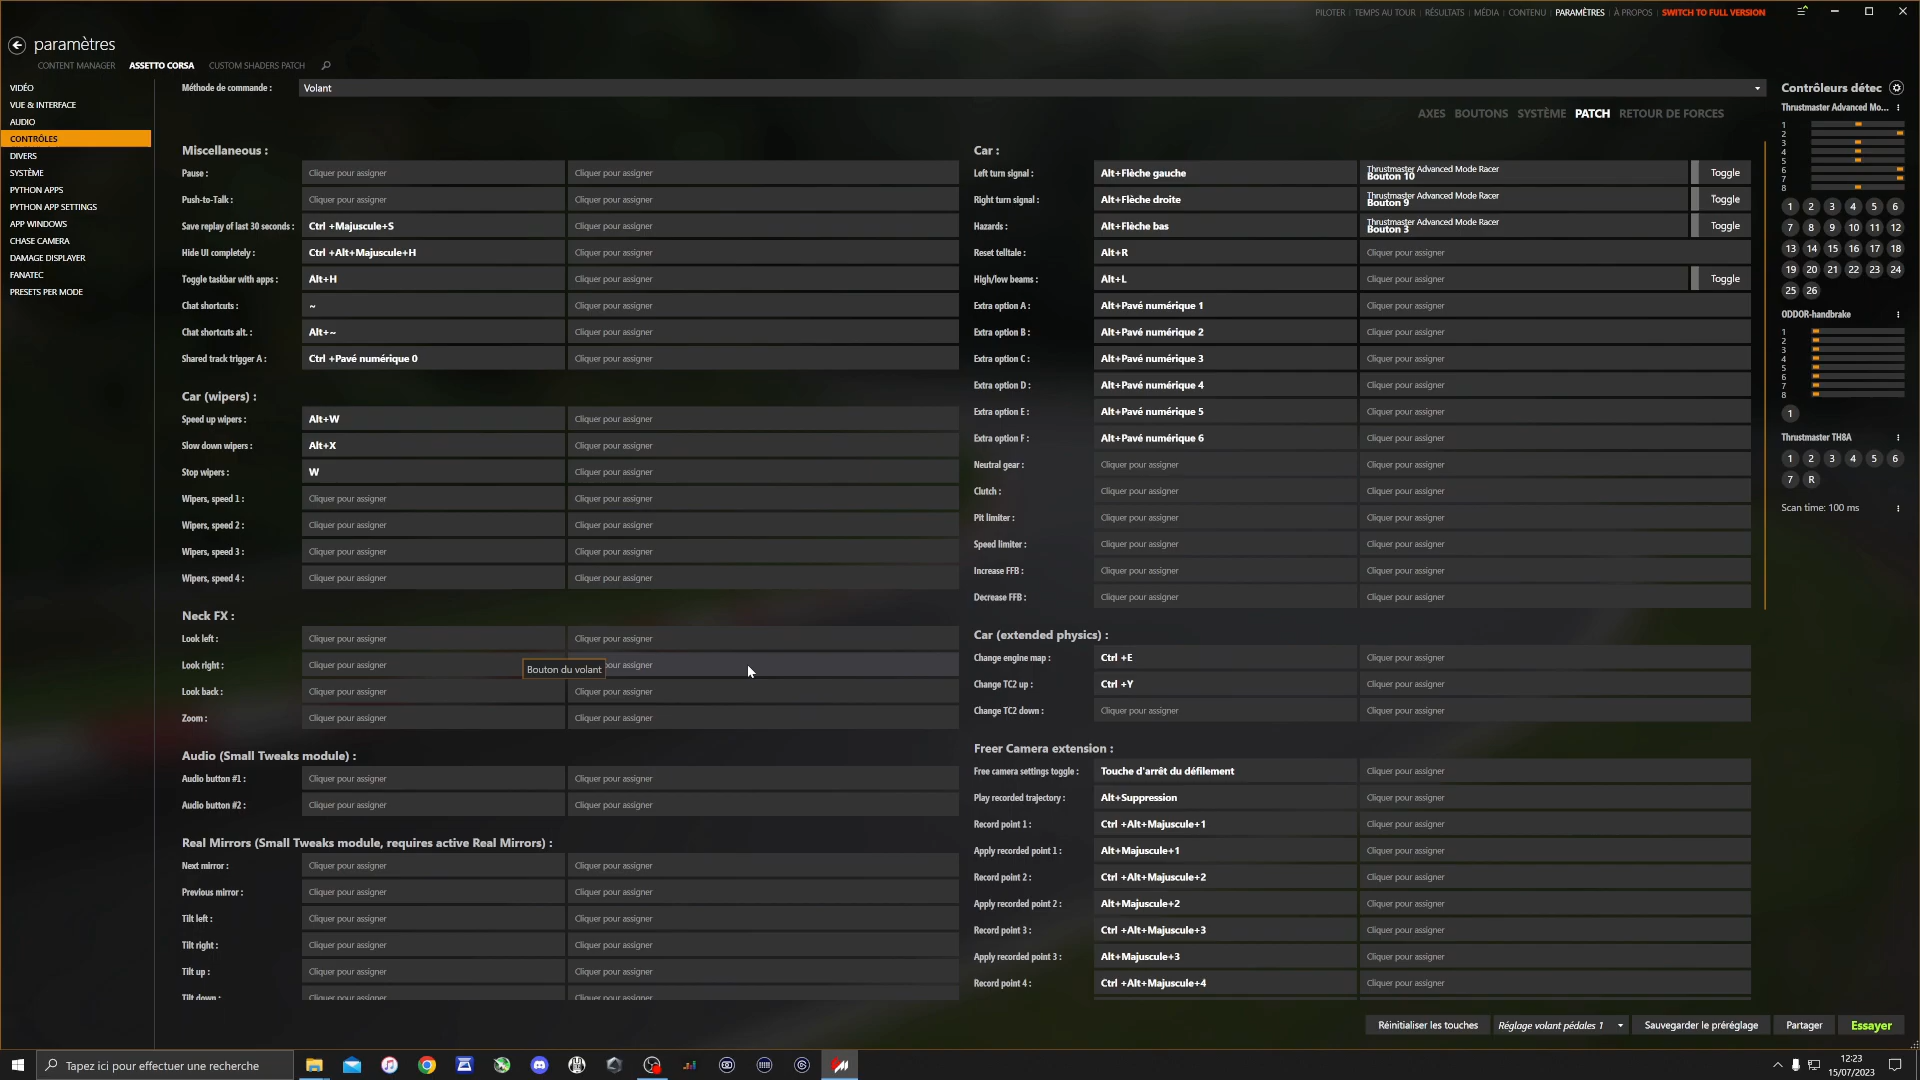 PILOTER TEMPS AU TOUR RÉSULTATS MÉDIA CONTENU PARAMÈTRES À PROPOS SWITCH TO FULL VERSION
paramètres
CONTENT MANAGER ASSETTO CORSA CUSTOM SHADERS PATCH
VIDÉO
VUE & INTERFACE
AUDIO
CONTRÔLES
DIVERS
SYSTÈME
PYTHON APPS
PYTHON APP SETTINGS
APP WINDOWS
CHASE CAMERA
DAMAGE DISPLAYER
FANATEC
PRESETS PER MODE
Méthode de commande : Volant
AXES BOUTONS SYSTÈME PATCH RETOUR DE FORCES
Miscellaneous :
Pause : Cliquer pour assigner Cliquer pour assigner
Push-to-Talk : Cliquer pour assigner Cliquer pour assigner
Save replay of last 30 seconds : Ctrl +Majuscule+S Cliquer pour assigner
Hide UI completely : Ctrl +Alt+Majuscule+H Cliquer pour assigner
Toggle taskbar with apps : Alt+H Cliquer pour assigner
Chat shortcuts : ~ Cliquer pour assigner
Chat shortcuts alt. : Alt+~ Cliquer pour assigner
Shared track trigger A : Ctrl +Pavé numérique 0 Cliquer pour assigner
Car (wipers) :
Speed up wipers : Alt+W Cliquer pour assigner
Slow down wipers : Alt+X Cliquer pour assigner
Stop wipers : W Cliquer pour assigner
Wipers, speed 1 : Cliquer pour assigner Cliquer pour assigner
Wipers, speed 2 : Cliquer pour assigner Cliquer pour assigner
Wipers, speed 3 : Cliquer pour assigner Cliquer pour assigner
Wipers, speed 4 : Cliquer pour assigner Cliquer pour assigner
Neck FX :
Look left : Cliquer pour assigner Cliquer pour assigner
Look right : Cliquer pour assigner pour assigner
Bouton du volant
Look back : Cliquer pour assigner Cliquer pour assigner
Zoom : Cliquer pour assigner Cliquer pour assigner
Audio (Small Tweaks module) :
Audio button #1 : Cliquer pour assigner Cliquer pour assigner
Audio button #2 : Cliquer pour assigner Cliquer pour assigner
Real Mirrors (Small Tweaks module, requires active Real Mirrors) :
Next mirror : Cliquer pour assigner Cliquer pour assigner
Previous mirror : Cliquer pour assigner Cliquer pour assigner
Tilt left : Cliquer pour assigner Cliquer pour assigner
Tilt right : Cliquer pour assigner Cliquer pour assigner
Tilt up : Cliquer pour assigner Cliquer pour assigner
Tilt down : Cliquer pour assigner Cliquer pour assigner
Car :
Left turn signal : Alt+Flèche gauche Thrustmaster Advanced Mode Racer Bouton 10 Toggle
Right turn signal : Alt+Flèche droite Thrustmaster Advanced Mode Racer Bouton 9 Toggle
Hazards : Alt+Flèche bas Thrustmaster Advanced Mode Racer Bouton 3 Toggle
Reset telltale : Alt+R Cliquer pour assigner
High/low beams : Alt+L Cliquer pour assigner Toggle
Extra option A : Alt+Pavé numérique 1 Cliquer pour assigner
Extra option B : Alt+Pavé numérique 2 Cliquer pour assigner
Extra option C : Alt+Pavé numérique 3 Cliquer pour assigner
Extra option D : Alt+Pavé numérique 4 Cliquer pour assigner
Extra option E : Alt+Pavé numérique 5 Cliquer pour assigner
Extra option F : Alt+Pavé numérique 6 Cliquer pour assigner
Neutral gear : Cliquer pour assigner Cliquer pour assigner
Clutch : Cliquer pour assigner Cliquer pour assigner
Pit limiter : Cliquer pour assigner Cliquer pour assigner
Speed limiter : Cliquer pour assigner Cliquer pour assigner
Increase FFB : Cliquer pour assigner Cliquer pour assigner
Decrease FFB : Cliquer pour assigner Cliquer pour assigner
Car (extended physics) :
Change engine map : Ctrl +E Cliquer pour assigner
Change TC2 up : Ctrl +Y Cliquer pour assigner
Change TC2 down : Cliquer pour assigner Cliquer pour assigner
Freer Camera extension :
Free camera settings toggle : Touche d'arrêt du défilement Cliquer pour assigner
Play recorded trajectory : Alt+Suppression Cliquer pour assigner
Record point 1 : Ctrl +Alt+Majuscule+1 Cliquer pour assigner
Apply recorded point 1 : Alt+Majuscule+1 Cliquer pour assigner
Record point 2 : Ctrl +Alt+Majuscule+2 Cliquer pour assigner
Apply recorded point 2 : Alt+Majuscule+2 Cliquer pour assigner
Record point 3 : Ctrl +Alt+Majuscule+3 Cliquer pour assigner
Apply recorded point 3 : Alt+Majuscule+3 Cliquer pour assigner
Record point 4 : Ctrl +Alt+Majuscule+4 Cliquer pour assigner
Contrôleurs détec
Thrustmaster Advanced Mo...
1
2
3
4
5
6
7
8
1 2 3 4 5 6
7 8 9 10 11 12
13 14 15 16 17 18
19 20 21 22 23 24
25 26
ODDOR-handbrake
1
2
3
4
5
6
7
8
1
Thrustmaster TH8A
1 2 3 4 5 6
7 R
Scan time: 100 ms
Réinitialiser les touches Réglage volant pédales 1 Sauvegarder le préréglage Partager Essayer
Tapez ici pour effectuer une recherche
12:23
15/07/2023